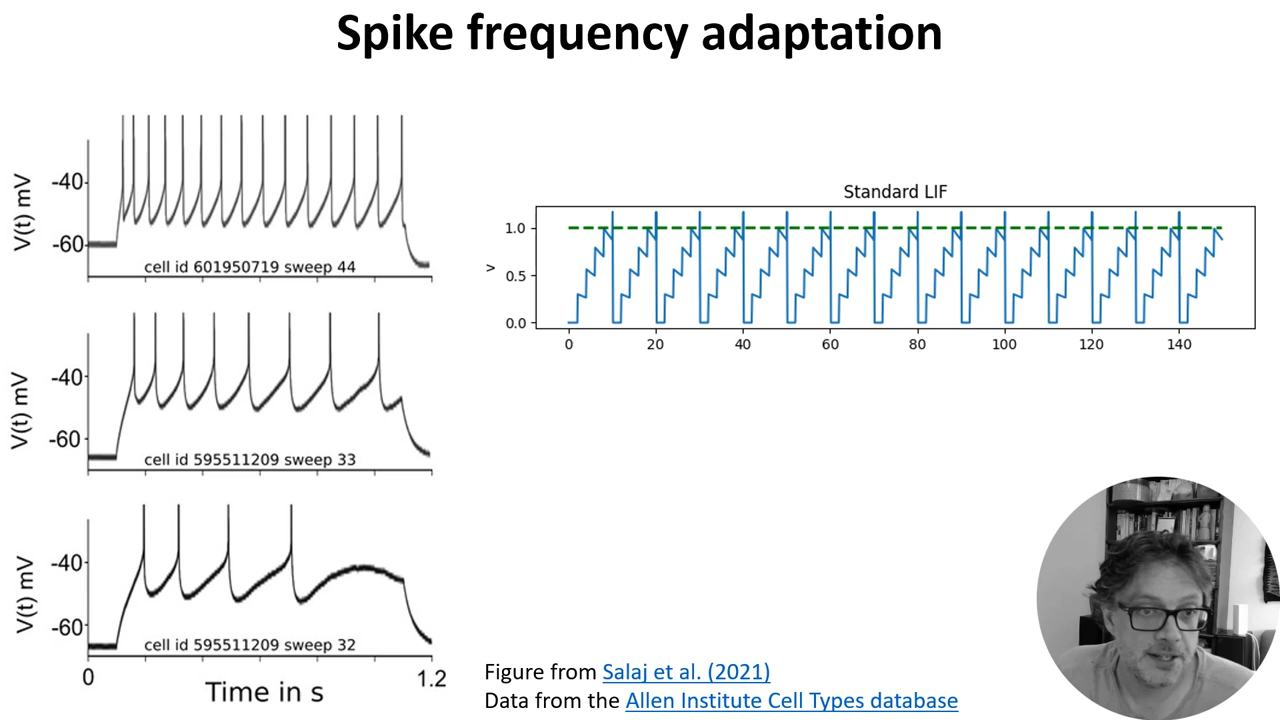 Spike frequency adaptation
V(t) mV
-40
-60
cell id 601950719 sweep 44
V(t) mV
-40
-60
cell id 595511209 sweep 33
V(t) mV
-40
-60
cell id 595511209 sweep 32
0
1.2
Time in s
Standard LIF
v
1.0
0.5
0.0
0 20 40 60 80 100 120 140
Figure from Salaj et al. (2021)
Data from the Allen Institute Cell Types database